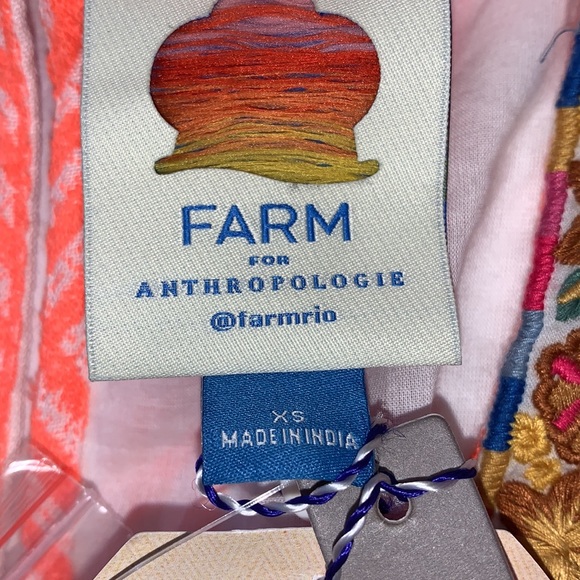 FARM
FOR
ANTHROPOLOGIE
@farmrio
XS
MADE IN INDIA